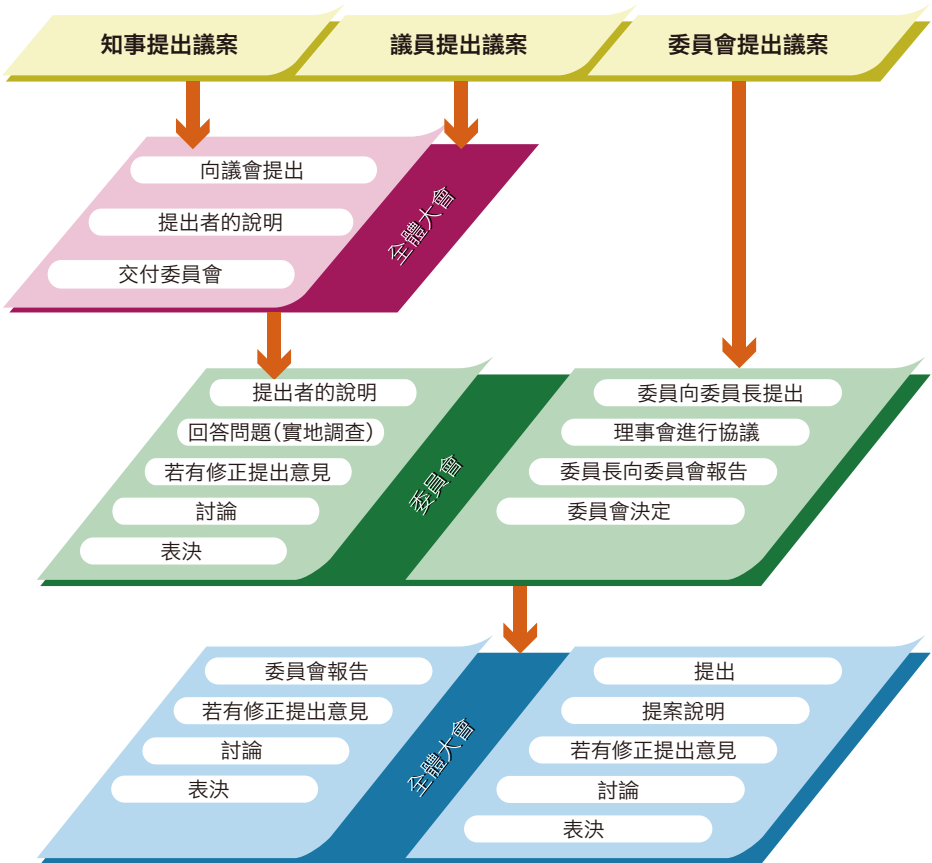 知事提出議案
議員提出議案
委員會提出議案
向議會提出
提出者的說明
交付委員會
全體大會
提出者的說明
回答問題(實地調查)
若有修正提出意見
討論
表決
委員會
委員向委員長提出
理事會進行協議
委員長向委員會報告
委員會決定
委員會報告
若有修正提出意見
討論
表決
全體大會
提出
提案說明
若有修正提出意見
討論
表決